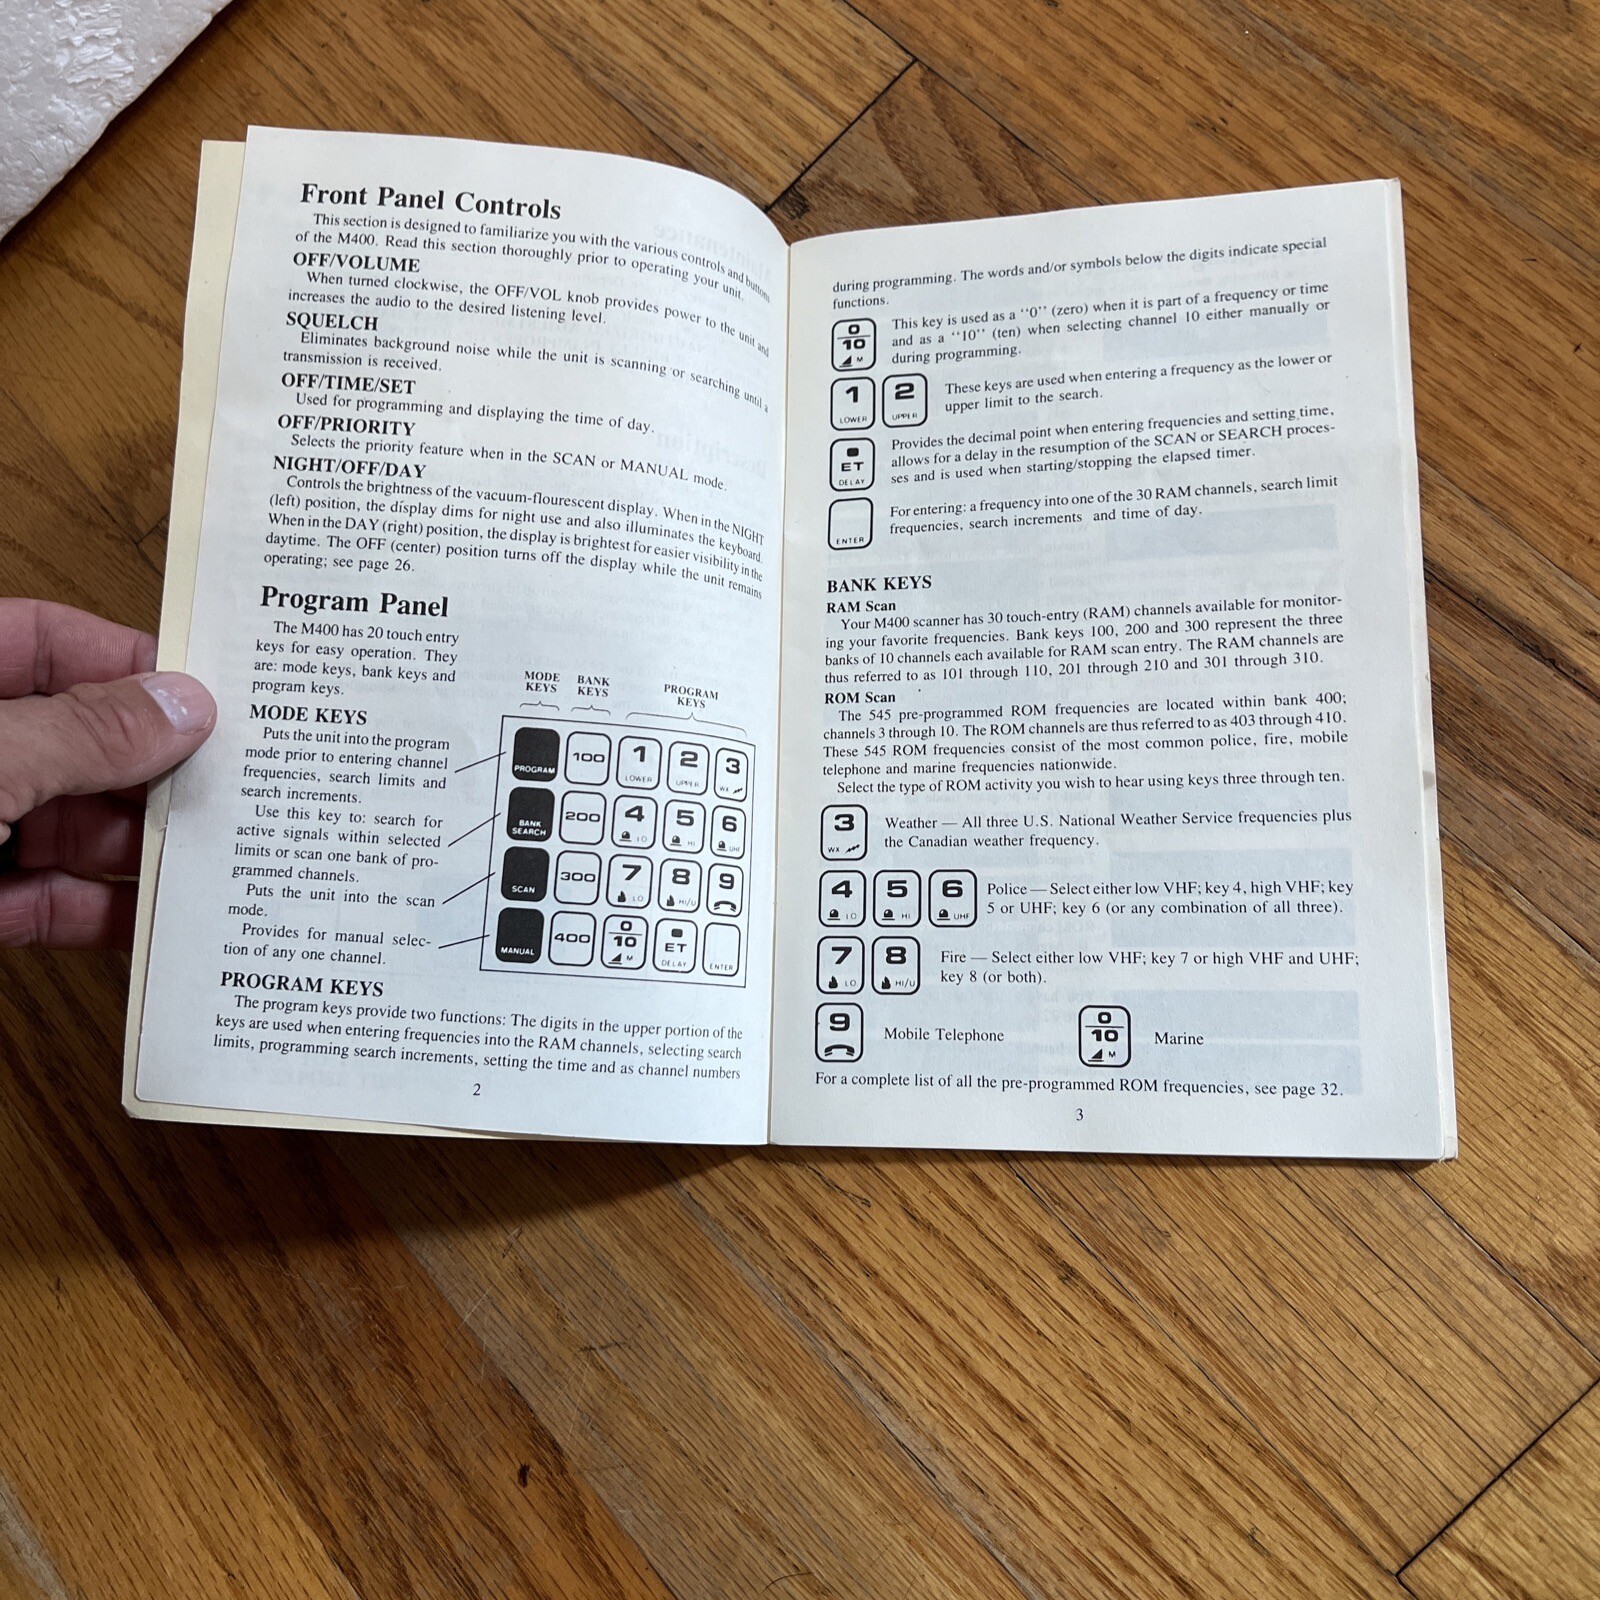 Front Panel Controls
This section is designed to familiarize you with the various controls and buttons
of the M400. Read this section thoroughly prior to operating your unit.
OFF/VOLUME
When turned clockwise, the OFF/VOL knob provides power to the unit and
increases the audio to the desired listening level.
SQUELCH
Eliminates background noise while the unit is scanning or searching until a
transmission is received.
OFF/TIME/SET
Used for programming and displaying the time of day.
OFF/PRIORITY
Selects the priority feature when in the SCAN or MANUAL mode.
NIGHT/OFF/DAY
Controls the brightness of the vacuum-flourescent display. When in the NIGHT
(left) position, the display dims for night use and also illuminates the keyboard.
When in the DAY (right) position, the display is brightest for easier visibility in the
daytime. The OFF (center) position turns off the display while the unit remains
operating; see page 26.
Program Panel
The M400 has 20 touch entry
keys for easy operation. They
are: mode keys, bank keys and
program keys.
MODE KEYS
Puts the unit into the program
mode prior to entering channel
frequencies, search limits and
search increments.
Use this key to: search for
active signals within selected
limits or scan one bank of pro-
grammed channels.
Puts the unit into the scan
mode.
Provides for manual selec-
tion of any one channel.
MODE
KEYS
BANK
KEYS
PROGRAM
KEYS
PROGRAM
100
1
LOWER
2
UPPER
3
WX
BANK
SEARCH
200
4
LO
5
HI
6
UHF
SCAN
300
7
LO
8
HI/U
9
MANUAL
400
0
10
M
ET
DELAY
ENTER
PROGRAM KEYS
The program keys provide two functions: The digits in the upper portion of the
keys are used when entering frequencies into the RAM channels, selecting search
limits, programming search increments, setting the time and as channel numbers
2
during programming. The words and/or symbols below the digits indicate special
functions.
0
10
M
This key is used as a ‘‘0’’ (zero) when it is part of a frequency or time
and as a ‘‘10’’ (ten) when selecting channel 10 either manually or
during programming.
1
LOWER
2
UPPER
These keys are used when entering a frequency as the lower or
upper limit to the search.
ET
DELAY
Provides the decimal point when entering frequencies and setting time,
allows for a delay in the resumption of the SCAN or SEARCH proces-
ses and is used when starting/stopping the elapsed timer.
ENTER
For entering: a frequency into one of the 30 RAM channels, search limit
frequencies, search increments and time of day.
BANK KEYS
RAM Scan
Your M400 scanner has 30 touch-entry (RAM) channels available for monitor-
ing your favorite frequencies. Bank keys 100, 200 and 300 represent the three
banks of 10 channels each available for RAM scan entry. The RAM channels are
thus referred to as 101 through 110, 201 through 210 and 301 through 310.
ROM Scan
The 545 pre-programmed ROM frequencies are located within bank 400;
channels 3 through 10. The ROM channels are thus referred to as 403 through 410.
These 545 ROM frequencies consist of the most common police, fire, mobile
telephone and marine frequencies nationwide.
Select the type of ROM activity you wish to hear using keys three through ten.
3
WX
Weather — All three U.S. National Weather Service frequencies plus
the Canadian weather frequency.
4
LO
5
HI
6
UHF
Police — Select either low VHF; key 4, high VHF; key
5 or UHF; key 6 (or any combination of all three).
7
LO
8
HI/U
Fire — Select either low VHF; key 7 or high VHF and UHF;
key 8 (or both).
9
Mobile Telephone
0
10
M
Marine
For a complete list of all the pre-programmed ROM frequencies, see page 32.
3